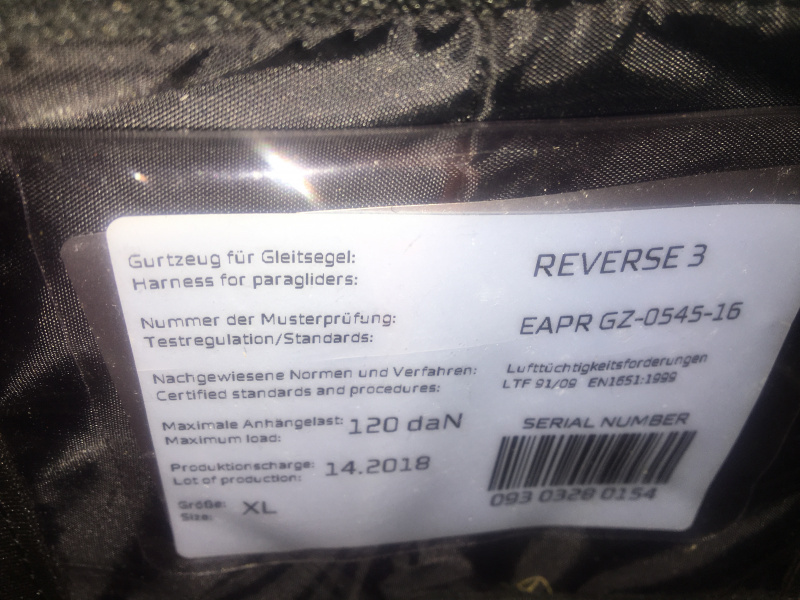 Gurtzeug für Gleitsegel:
Harness for paragliders:
REVERSE 3
Nummer der Musterprüfung:
Testregulation/Standards:
EAPR GZ-0545-16
Nachgewiesene Normen und Verfahren:
Certified standards and procedures:
Lufttüchtigkeitsforderungen
LTF 91/09 EN1651:1999
Maximale Anhängelast:
Maximum load:
120 daN
Produktionscharge:
Lot of production:
14.2018
Größe:
Size:
XL
SERIAL NUMBER
093 0328 0154